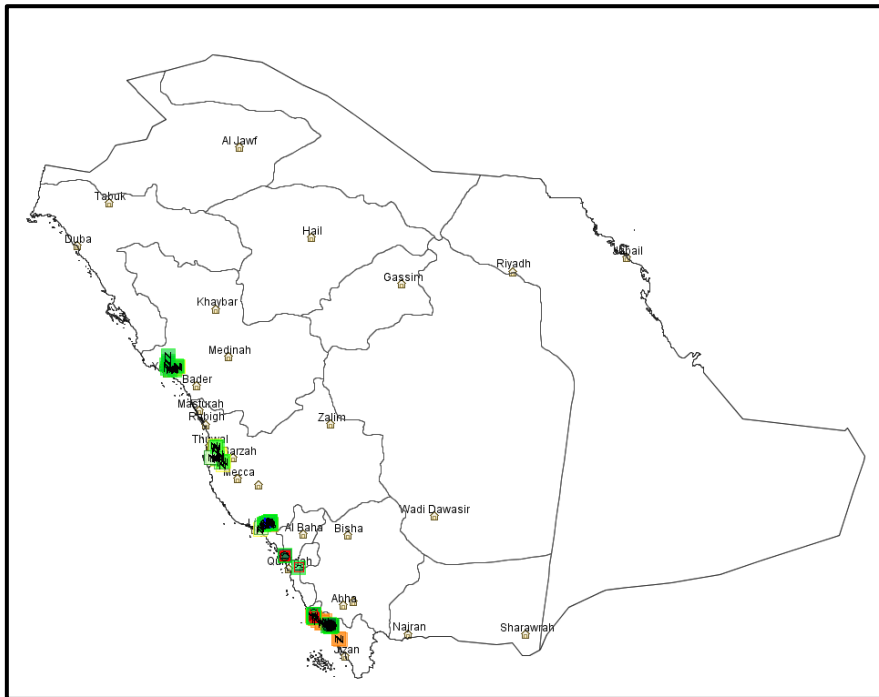 Al Jawf
Tabuk
Duba
Hail
Gassim
Riyadh
Jubail
Khaybar
Medinah
Bader
Masturah
Rabigh
Zalim
Thuwal
Mecca
Wadi Dawasir
Al Baha
Bisha
Abha
Najran
Sharawrah
Jizan